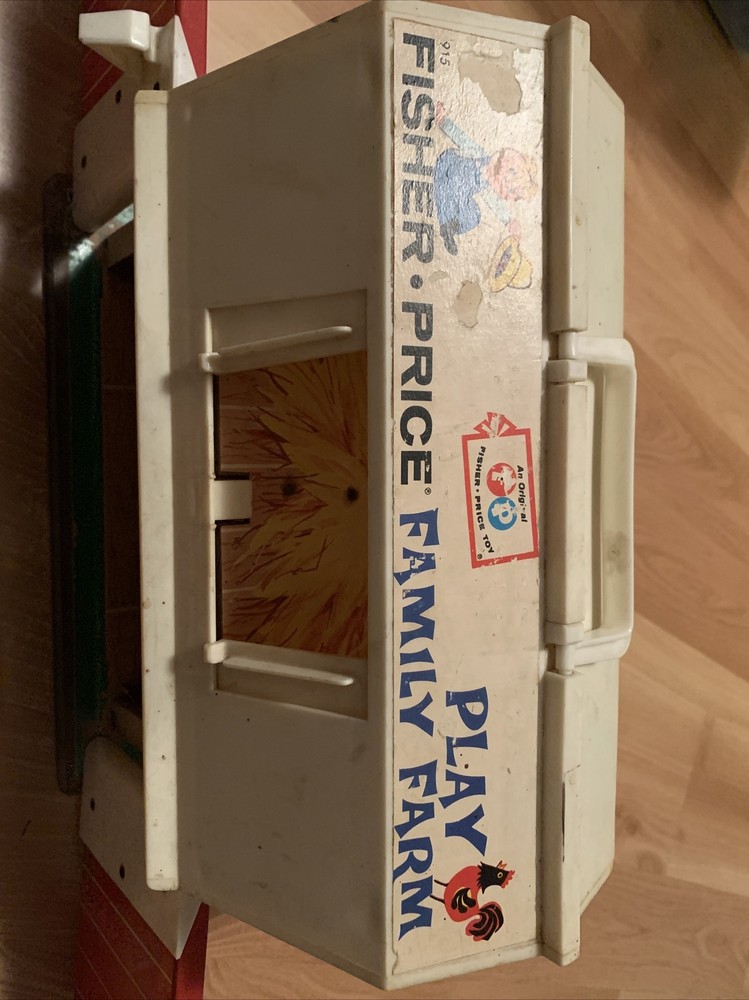 915
An Original
FISHER·PRICE TOY®
PLAY
FISHER·PRICE® FAMILY FARM